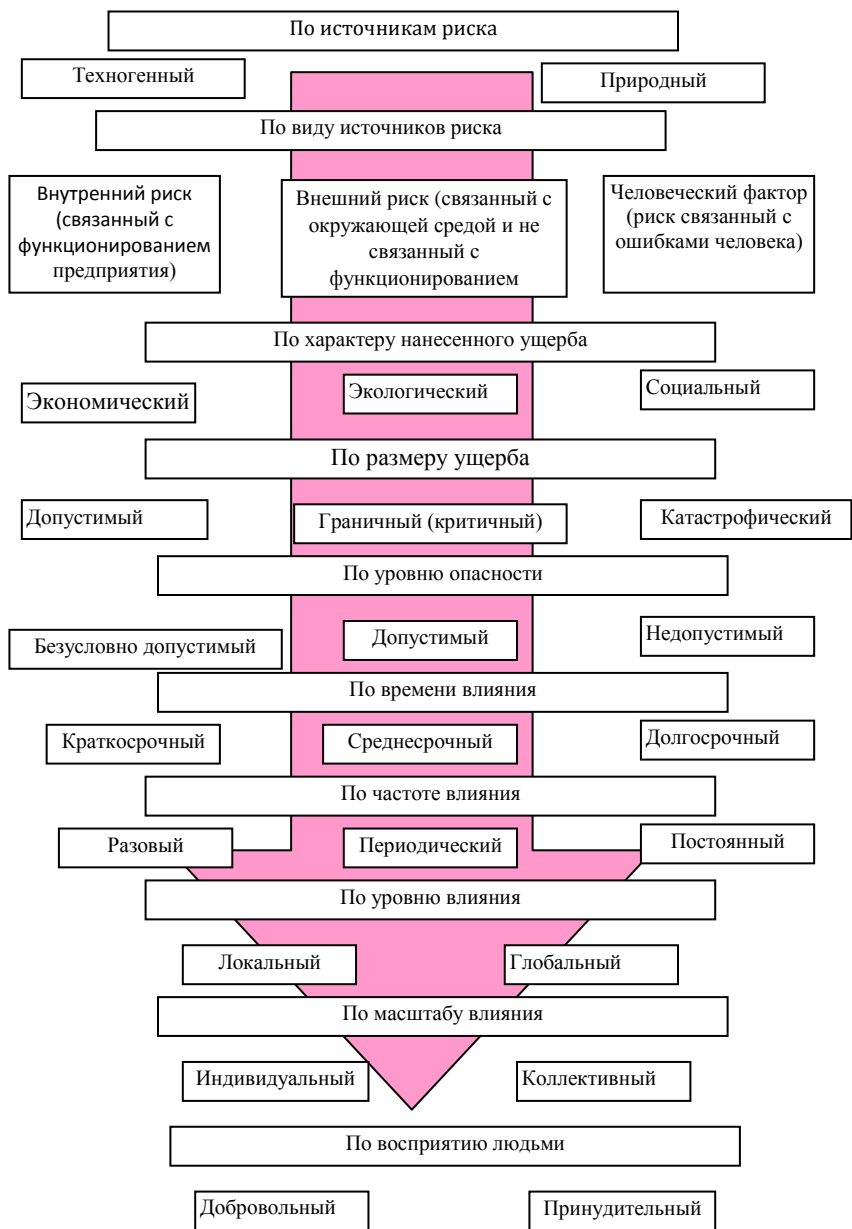 По источникам риска
Техногенный
Природный
По виду источников риска
Внутренний риск
(связанный с
функционированием
предприятия)
Внешний риск (связанный с
окружающей средой и не
связанный с
функционированием
Человеческий фактор
(риск связанный с
ошибками человека)
По характеру нанесенного ущерба
Экономический
Экологический
Социальный
По размеру ущерба
Допустимый
Граничный (критичный)
Катастрофический
По уровню опасности
Безусловно допустимый
Допустимый
Недопустимый
По времени влияния
Краткосрочный
Среднесрочный
Долгосрочный
По частоте влияния
Разовый
Периодический
Постоянный
По уровню влияния
Локальный
Глобальный
По масштабу влияния
Индивидуальный
Коллективный
По восприятию людьми
Добровольный
Принудительный